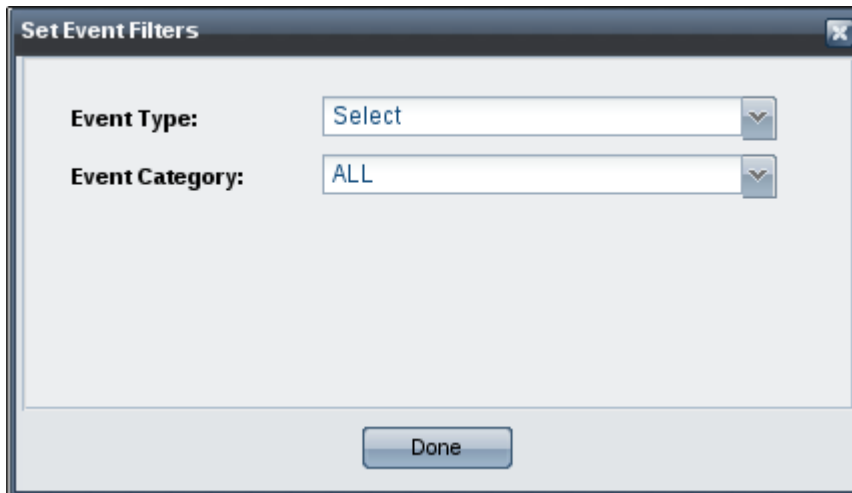 Set Event Filters
Event Type: Select
Event Category: ALL
Done